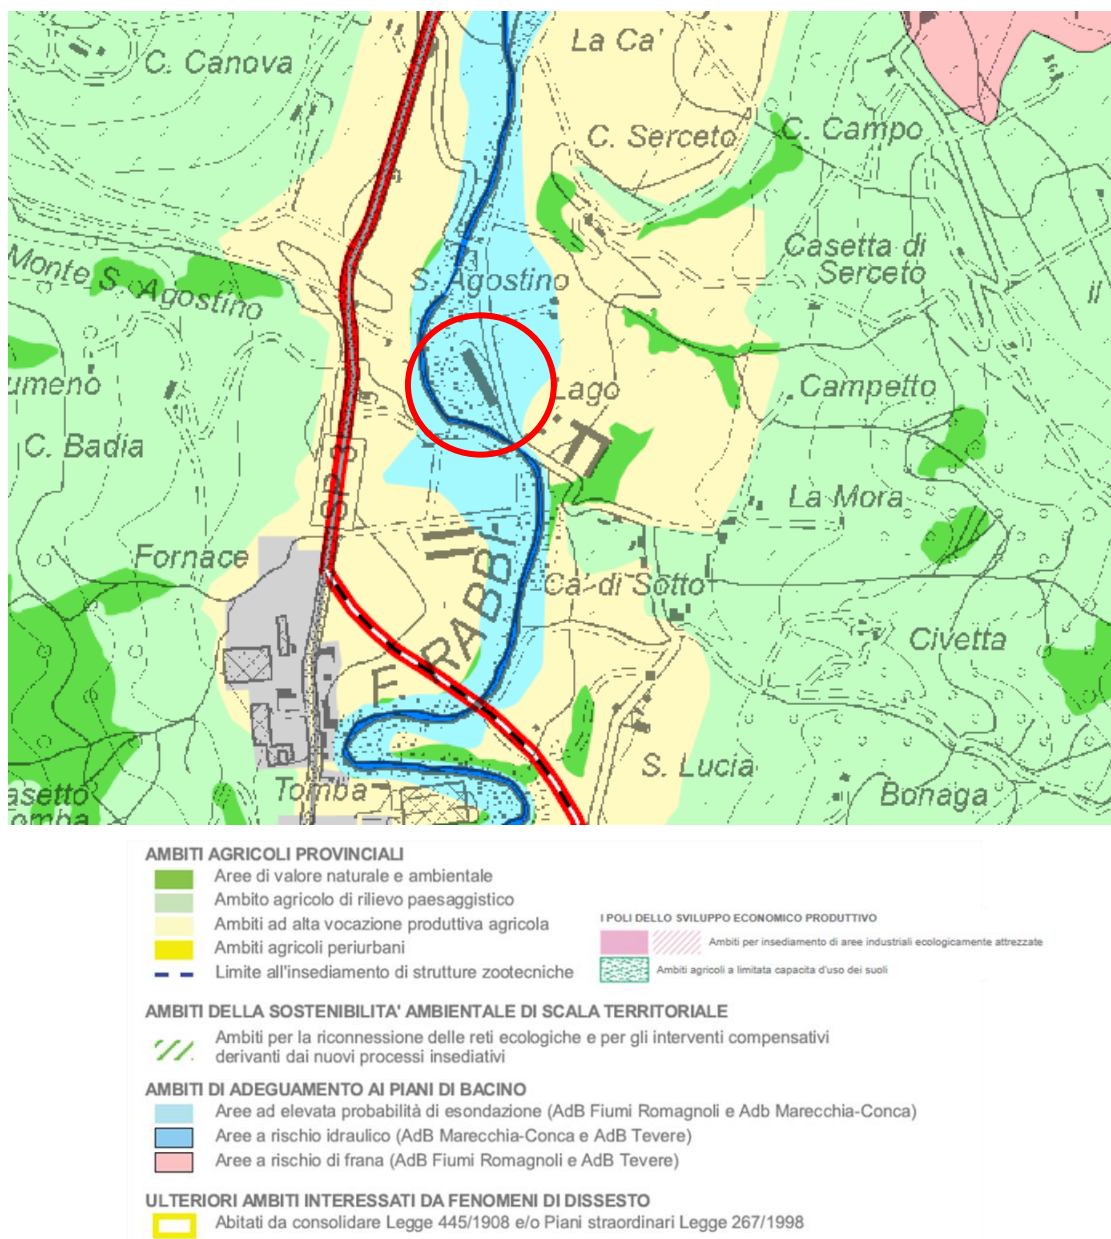 La Ca'
C. Canova
C. Serceto
C. Campo
Monte S. Agostino
S. Agostino
Casetta di
Serceto
il
umeno
Lago
Campetto
C. Badia
SP 3
La Mora
Fornace
F. RABBI
Ca' di Sotto
Civetta
S. Lucia
asetto
omba
Tomba
Bonaga
AMBITI AGRICOLI PROVINCIALI
Aree di valore naturale e ambientale
Ambito agricolo di rilievo paesaggistico
Ambiti ad alta vocazione produttiva agricola
Ambiti agricoli periurbani
Limite all'insediamento di strutture zootecniche
I POLI DELLO SVILUPPO ECONOMICO PRODUTTIVO
Ambiti per insediamento di aree industriali ecologicamente attrezzate
Ambiti agricoli a limitata capacita d'uso dei suoli
AMBITI DELLA SOSTENIBILITA' AMBIENTALE DI SCALA TERRITORIALE
Ambiti per la riconnessione delle reti ecologiche e per gli interventi compensativi
derivanti dai nuovi processi insediativi
AMBITI DI ADEGUAMENTO AI PIANI DI BACINO
Aree ad elevata probabilità di esondazione (AdB Fiumi Romagnoli e Adb Marecchia-Conca)
Aree a rischio idraulico (AdB Marecchia-Conca e AdB Tevere)
Aree a rischio di frana (AdB Fiumi Romagnoli e AdB Tevere)
ULTERIORI AMBITI INTERESSATI DA FENOMENI DI DISSESTO
Abitati da consolidare Legge 445/1908 e/o Piani straordinari Legge 267/1998